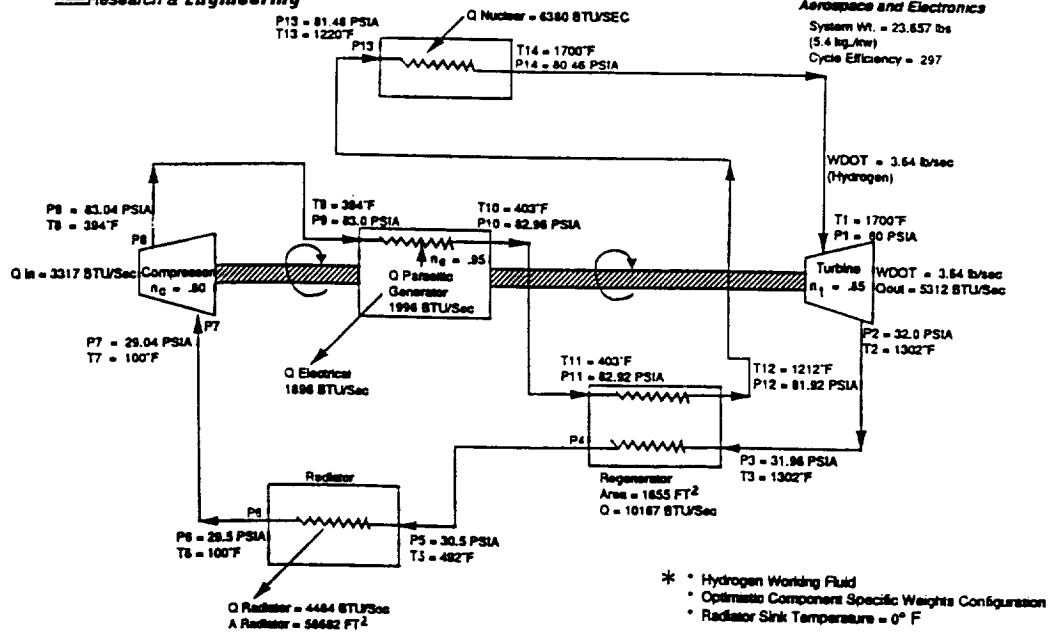 Research & Engineering
Aerospace and Electronics
System Wt. = 23.657 lbs
(5.4 kg./kw)
Cycle Efficiency = .297
Q Nuclear = 6380 BTU/SEC
P13 = 81.46 PSIA
T13 = 1220°F
P13
T14 = 1700°F
P14 = 80.46 PSIA
WDOT = 3.64 lb/sec
(Hydrogen)
P8 = 83.04 PSIA
T8 = 394°F
P8
T9 = 394°F
P9 = 83.0 PSIA
T10 = 403°F
P10 = 82.96 PSIA
T1 = 1700°F
P1 = 80 PSIA
Q in = 3317 BTU/Sec
Compressor
nc = .80
ne = .95
Q Parasitic
Generator
1996 BTU/Sec
Turbine
nt = .85
WDOT = 3.64 lb/sec
Qout = 5312 BTU/Sec
P7
P7 = 29.04 PSIA
T7 = 100°F
P2 = 32.0 PSIA
T2 = 1302°F
Q Electrical
1896 BTU/Sec
T11 = 403°F
P11 = 82.92 PSIA
T12 = 1212°F
P12 = 81.92 PSIA
P4
P3 = 31.96 PSIA
T3 = 1302°F
Regenerator
Area = 1655 FT2
Q = 10167 BTU/Sec
Radiator
P6
P6 = 29.5 PSIA
T6 = 100°F
P5 = 30.5 PSIA
T5 = 492°F
Q Radiator = 4484 BTU/Sec
A Radiator = 56682 FT2
* • Hydrogen Working Fluid
• Optimistic Component Specific Weights Configuration
• Radiator Sink Temperature = 0° F